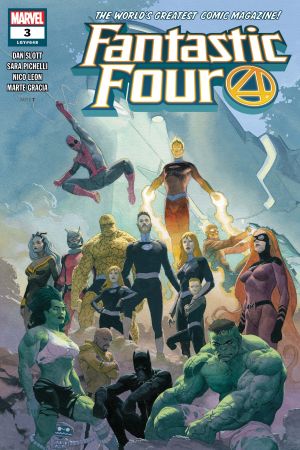 THE WORLD'S GREATEST COMIC MAGAZINE!
MARVEL
3
LGY#648
FANTASTIC
FOUR
4
DAN SLOTT
SARA PICHELLI
NICO LEON
MARTE GRACIA